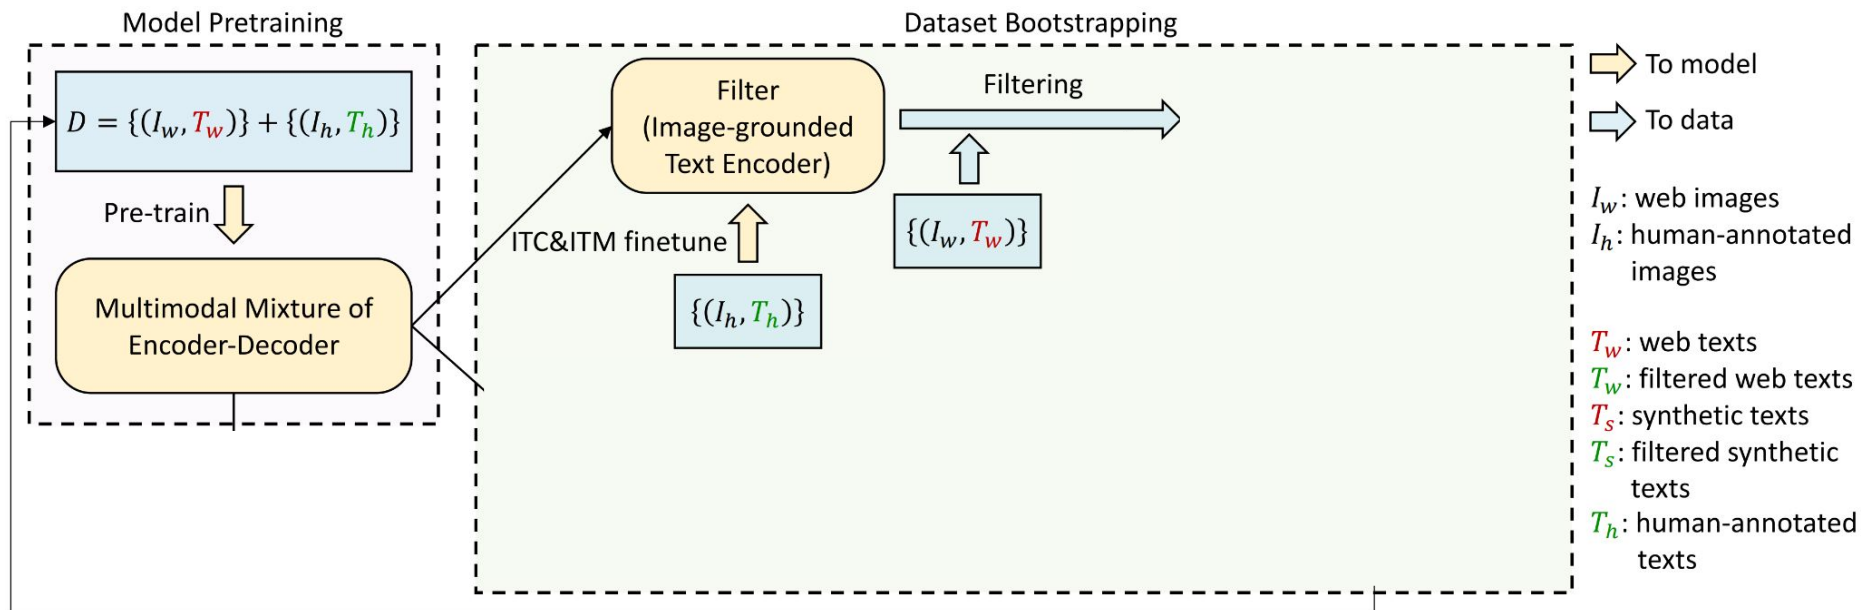 Model Pretraining
D = {(I_w, T_w)} + {(I_h, T_h)}
Pre-train
Multimodal Mixture of
Encoder-Decoder
Dataset Bootstrapping
Filter
(Image-grounded
Text Encoder)
Filtering
ITC&ITM finetune
{(I_w, T_w)}
{(I_h, T_h)}
To model
To data
I_w: web images
I_h: human-annotated
images
T_w: web texts
T_w: filtered web texts
T_s: synthetic texts
T_s: filtered synthetic
texts
T_h: human-annotated
texts